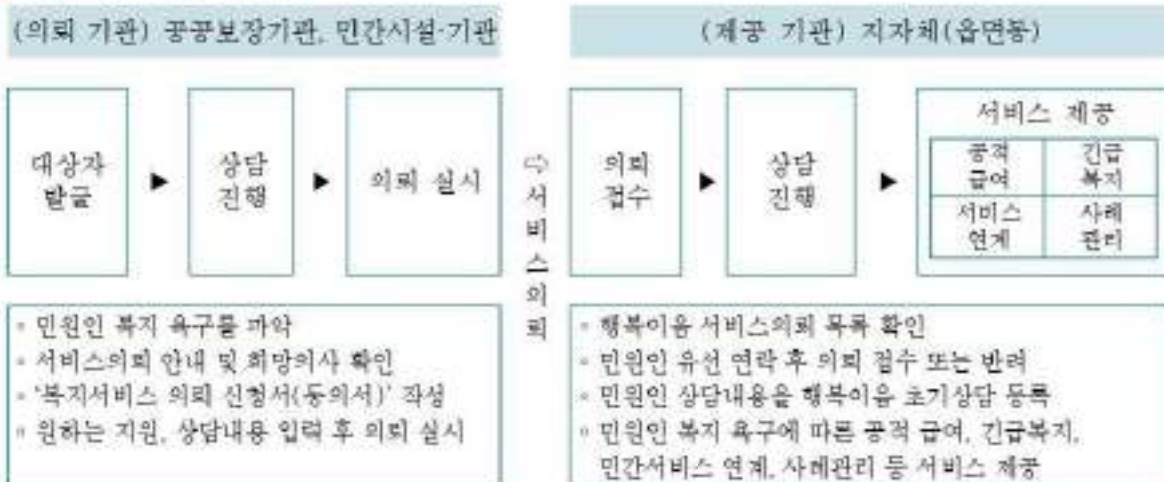 (의뢰 기관) 공공보장기관, 민간시설·기관
대상자
발굴
▶
상담
진행
▶
의뢰 실시
⇨서비스의뢰
(제공 기관) 지자체(읍면동)
의뢰
접수
▶
상담
진행
▶
서비스 제공
공적
급여
긴급
복지
서비스
연계
사례
관리
◦ 민원인 복지 욕구를 파악
◦ 서비스의뢰 안내 및 희망의사 확인
◦ ‘복지서비스 의뢰 신청서(동의서)’ 작성
◦ 원하는 지원, 상담내용 입력 후 의뢰 실시
◦ 행복이음 서비스의뢰 목록 확인
◦ 민원인 유선 연락 후 의뢰 접수 또는 반려
◦ 민원인 상담내용을 행복이음 초기상담 등록
◦ 민원인 복지 욕구에 따른 공적 급여, 긴급복지,
민간서비스 연계, 사례관리 등 서비스 제공